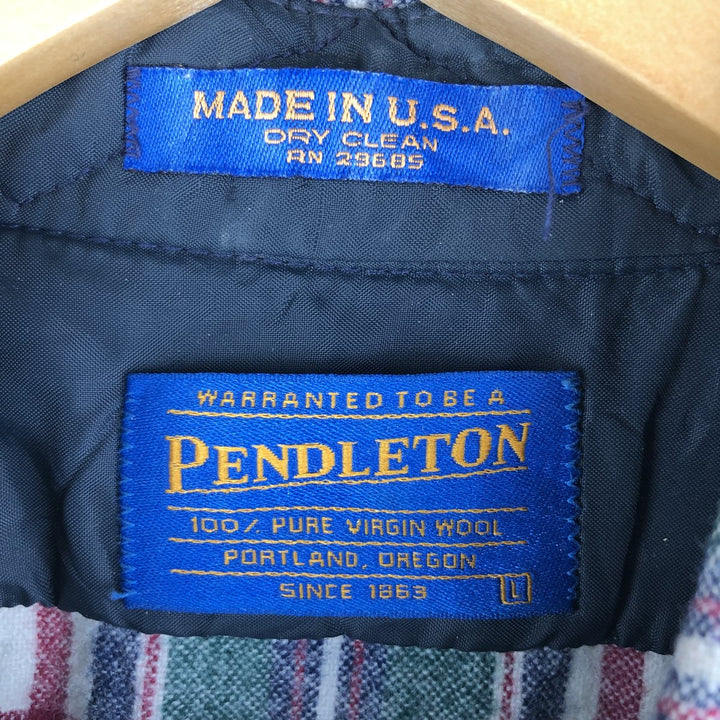 MADE IN U.S.A.
DRY CLEAN
RN 29685
WARRANTED TO BE A
PENDLETON
100% PURE VIRGIN WOOL
PORTLAND, OREGON
SINCE 1863
L